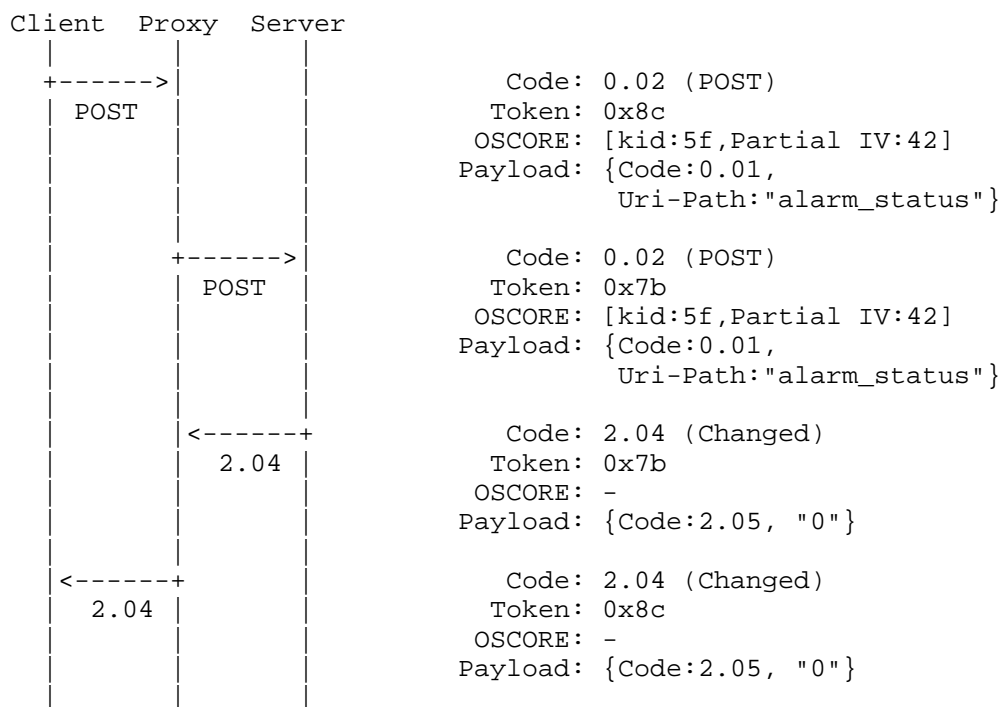 Client  Proxy  Server
   |      |      |
   +------>|      |            Code: 0.02 (POST)
   | POST |      |           Token: 0x8c
   |      |      |          OSCORE: [kid:5f,Partial IV:42]
   |      |      |         Payload: {Code:0.01,
   |      |      |                   Uri-Path:"alarm_status"}
   |      |      |
   |      +------>|            Code: 0.02 (POST)
   |      | POST |           Token: 0x7b
   |      |      |          OSCORE: [kid:5f,Partial IV:42]
   |      |      |         Payload: {Code:0.01,
   |      |      |                   Uri-Path:"alarm_status"}
   |      |      |
   |      |<------+            Code: 2.04 (Changed)
   |      | 2.04 |           Token: 0x7b
   |      |      |          OSCORE: -
   |      |      |         Payload: {Code:2.05, "0"}
   |      |      |
   |<------+      |            Code: 2.04 (Changed)
   | 2.04 |      |           Token: 0x8c
   |      |      |          OSCORE: -
   |      |      |         Payload: {Code:2.05, "0"}
   |      |      |